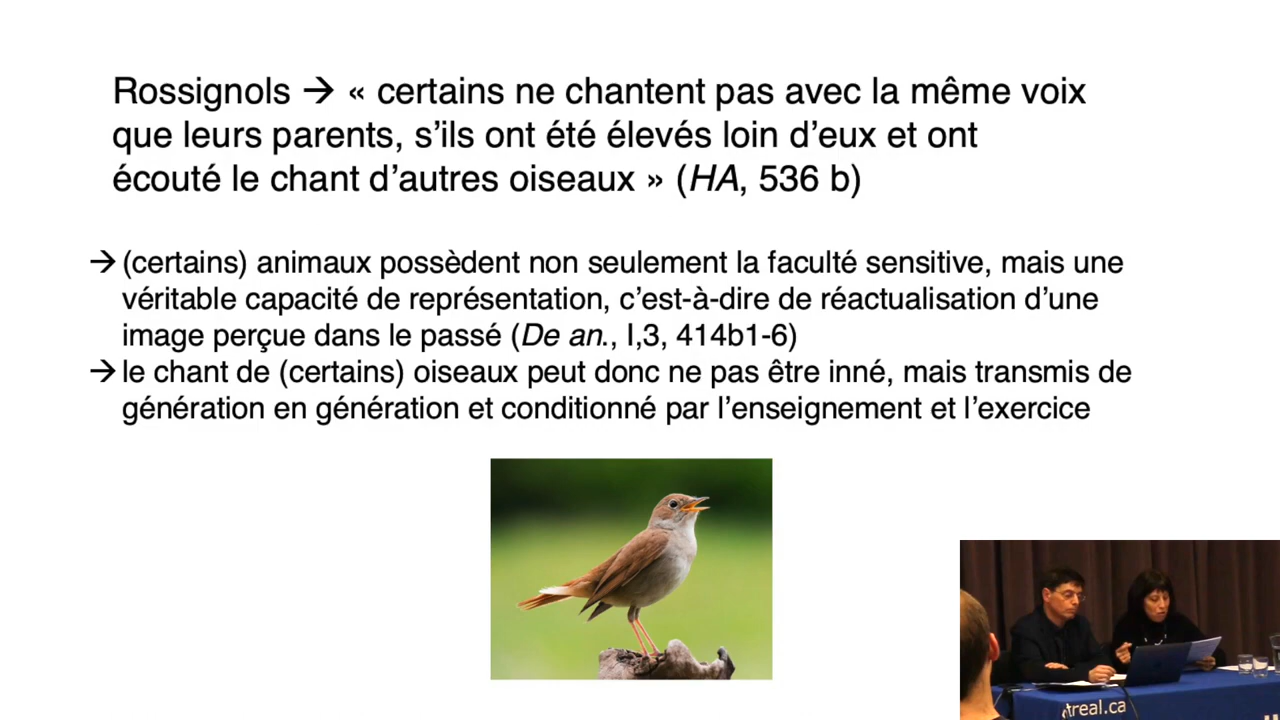 Rossignols → « certains ne chantent pas avec la même voix
que leurs parents, s’ils ont été élevés loin d’eux et ont
écouté le chant d’autres oiseaux » (HA, 536 b)
→ (certains) animaux possèdent non seulement la faculté sensitive, mais une
véritable capacité de représentation, c’est-à-dire de réactualisation d’une
image perçue dans le passé (De an., I,3, 414b1-6)
→ le chant de (certains) oiseaux peut donc ne pas être inné, mais transmis de
génération en génération et conditionné par l’enseignement et l’exercice
treal.ca